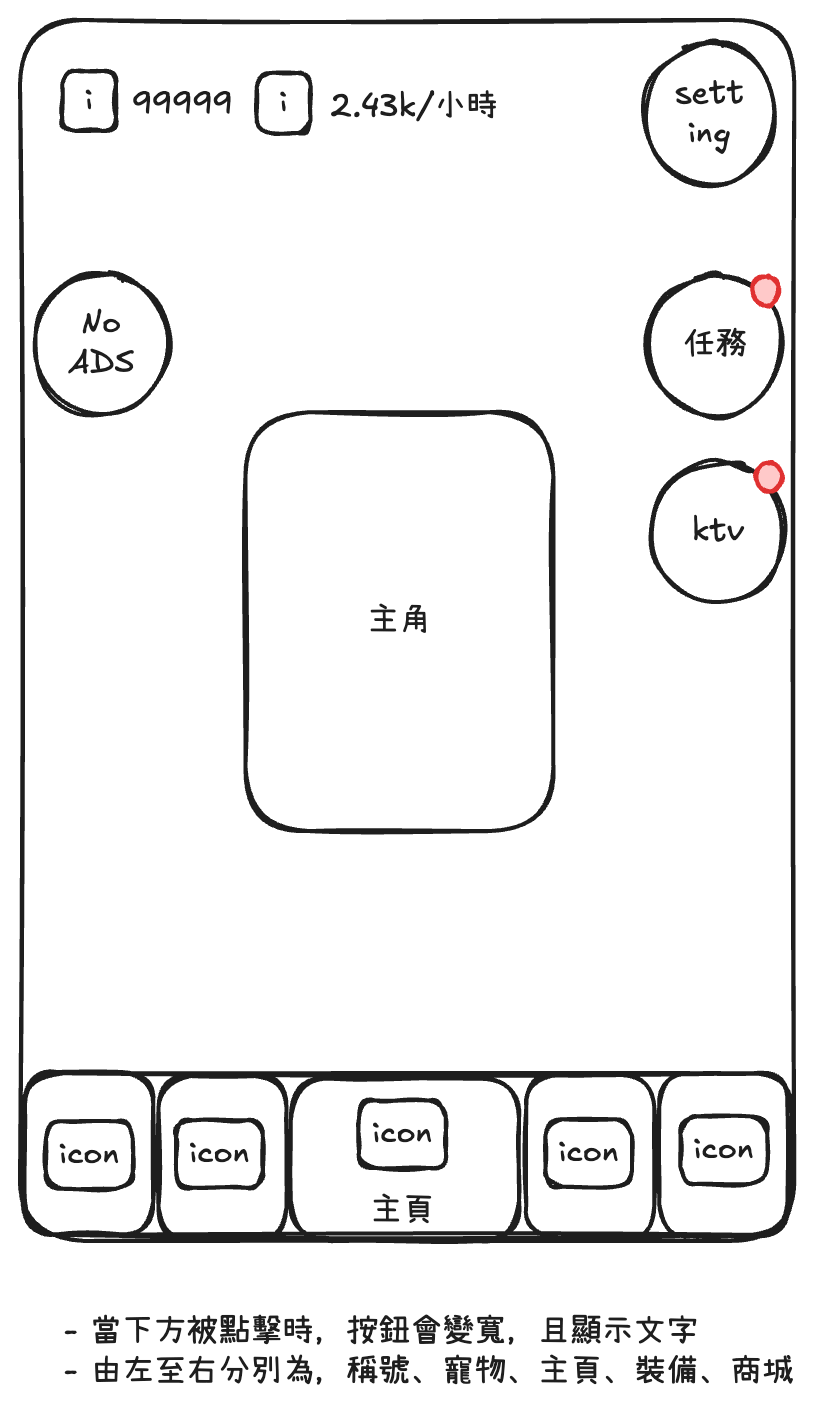 i 99999 i 2.43k/小時
sett
ing
No
ADS
任務
ktv
主角
icon
icon
icon
icon
icon
主頁
- 當下方被點擊時，按鈕會變寬，且顯示文字
- 由左至右分別為，稱號、寵物、主頁、裝備、商城